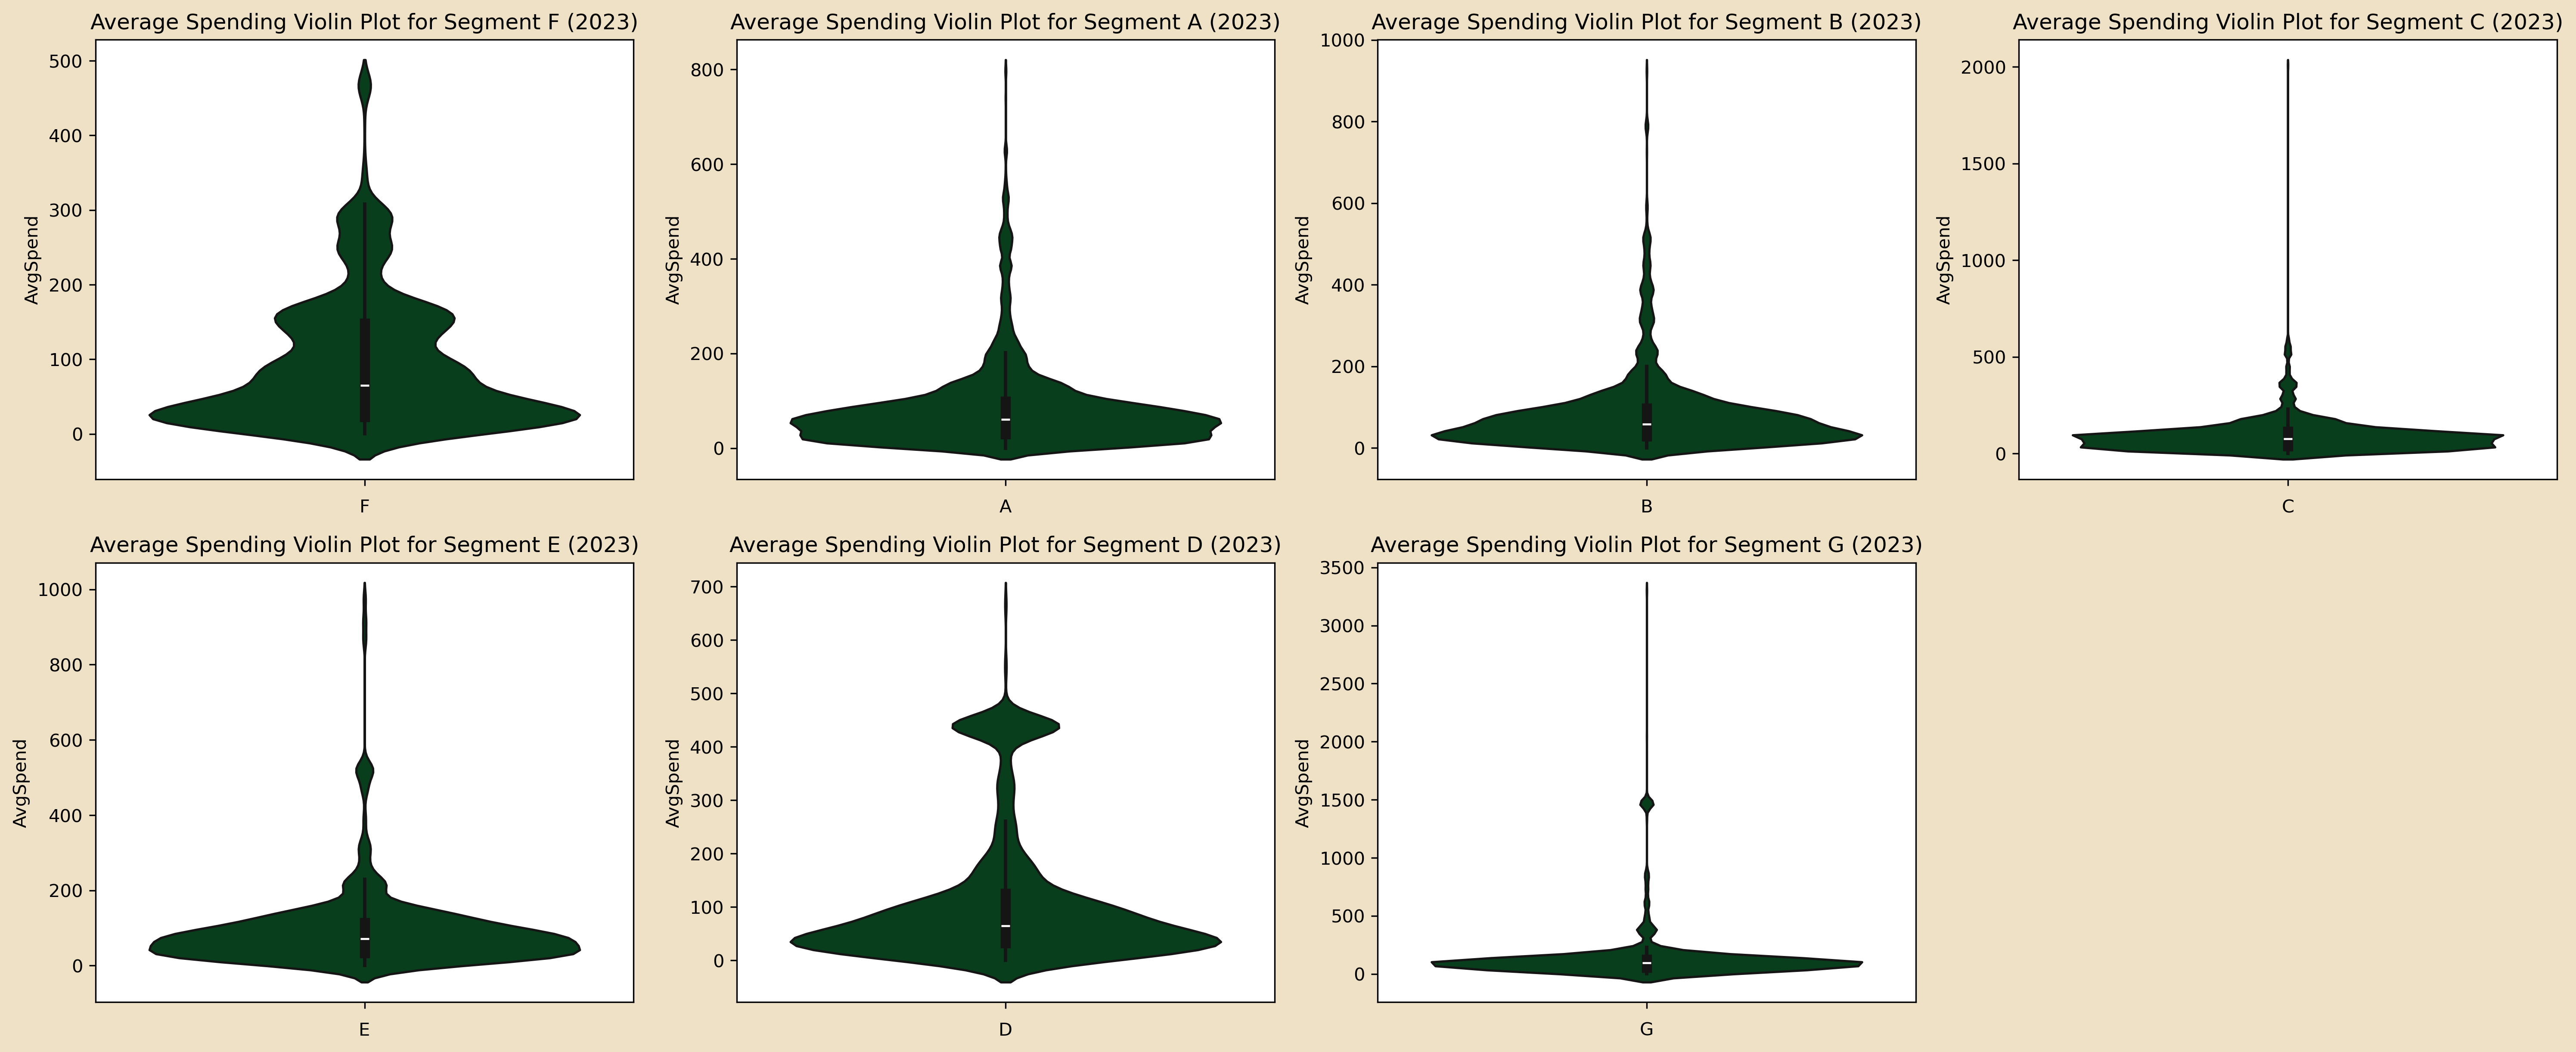 Average Spending Violin Plot for Segment F (2023)
500
400
300
200
100
0
AvgSpend
F
Average Spending Violin Plot for Segment A (2023)
800
600
400
200
0
AvgSpend
A
Average Spending Violin Plot for Segment B (2023)
1000
800
600
400
200
0
AvgSpend
B
Average Spending Violin Plot for Segment C (2023)
2000
1500
1000
500
0
AvgSpend
C
Average Spending Violin Plot for Segment E (2023)
1000
800
600
400
200
0
AvgSpend
E
Average Spending Violin Plot for Segment D (2023)
700
600
500
400
300
200
100
0
AvgSpend
D
Average Spending Violin Plot for Segment G (2023)
3500
3000
2500
2000
1500
1000
500
0
AvgSpend
G